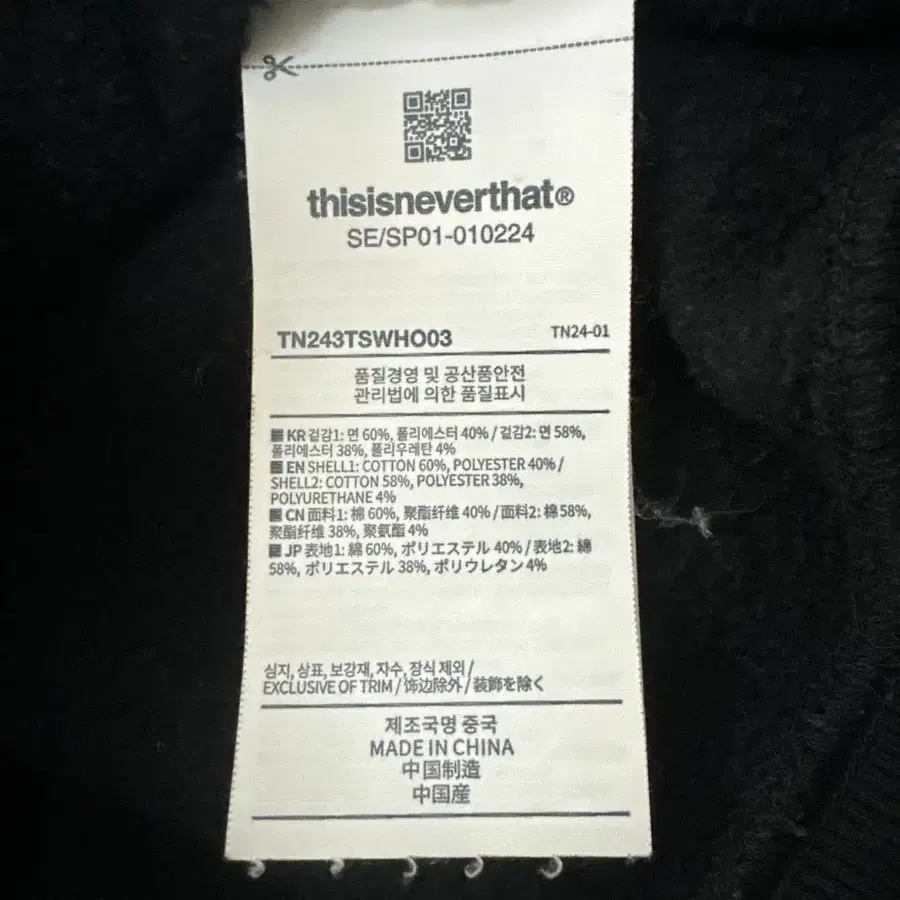 thisisneverthat®
SE/SP01-010224
TN243TSWHO03 TN24-01
품질경영 및 공산품안전
관리법에 의한 품질표시
■ KR 겉감1: 면 60%, 폴리에스터 40% / 겉감2: 면 58%,
폴리에스터 38%, 폴리우레탄 4%
■ EN SHELL1: COTTON 60%, POLYESTER 40% /
SHELL2: COTTON 58%, POLYESTER 38%,
POLYURETHANE 4%
■ CN 面料1: 棉 60%, 聚酯纤维 40% / 面料2: 棉 58%,
聚酯纤维 38%, 聚氨酯 4%
■ JP 表地1: 綿 60%, ポリエステル 40% / 表地2: 綿
58%, ポリエステル 38%, ポリウレタン 4%
심지, 상표, 보강재, 자수, 장식 제외 /
EXCLUSIVE OF TRIM / 饰边除外 / 装飾を除く
제조국명 중국
MADE IN CHINA
中国制造
中国産